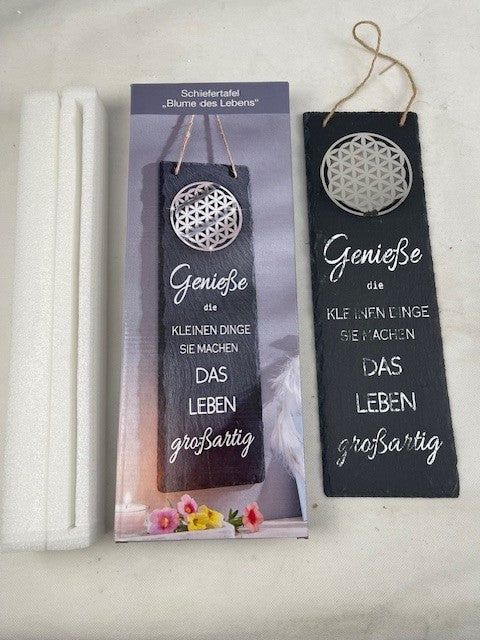 Schiefertafel
„Blume des Lebens“
Genieße
die
KLEINEN DINGE
SIE MACHEN
DAS
LEBEN
großartig
Genieße
die
KLEINEN DINGE
SIE MACHEN
DAS
LEBEN
großartig